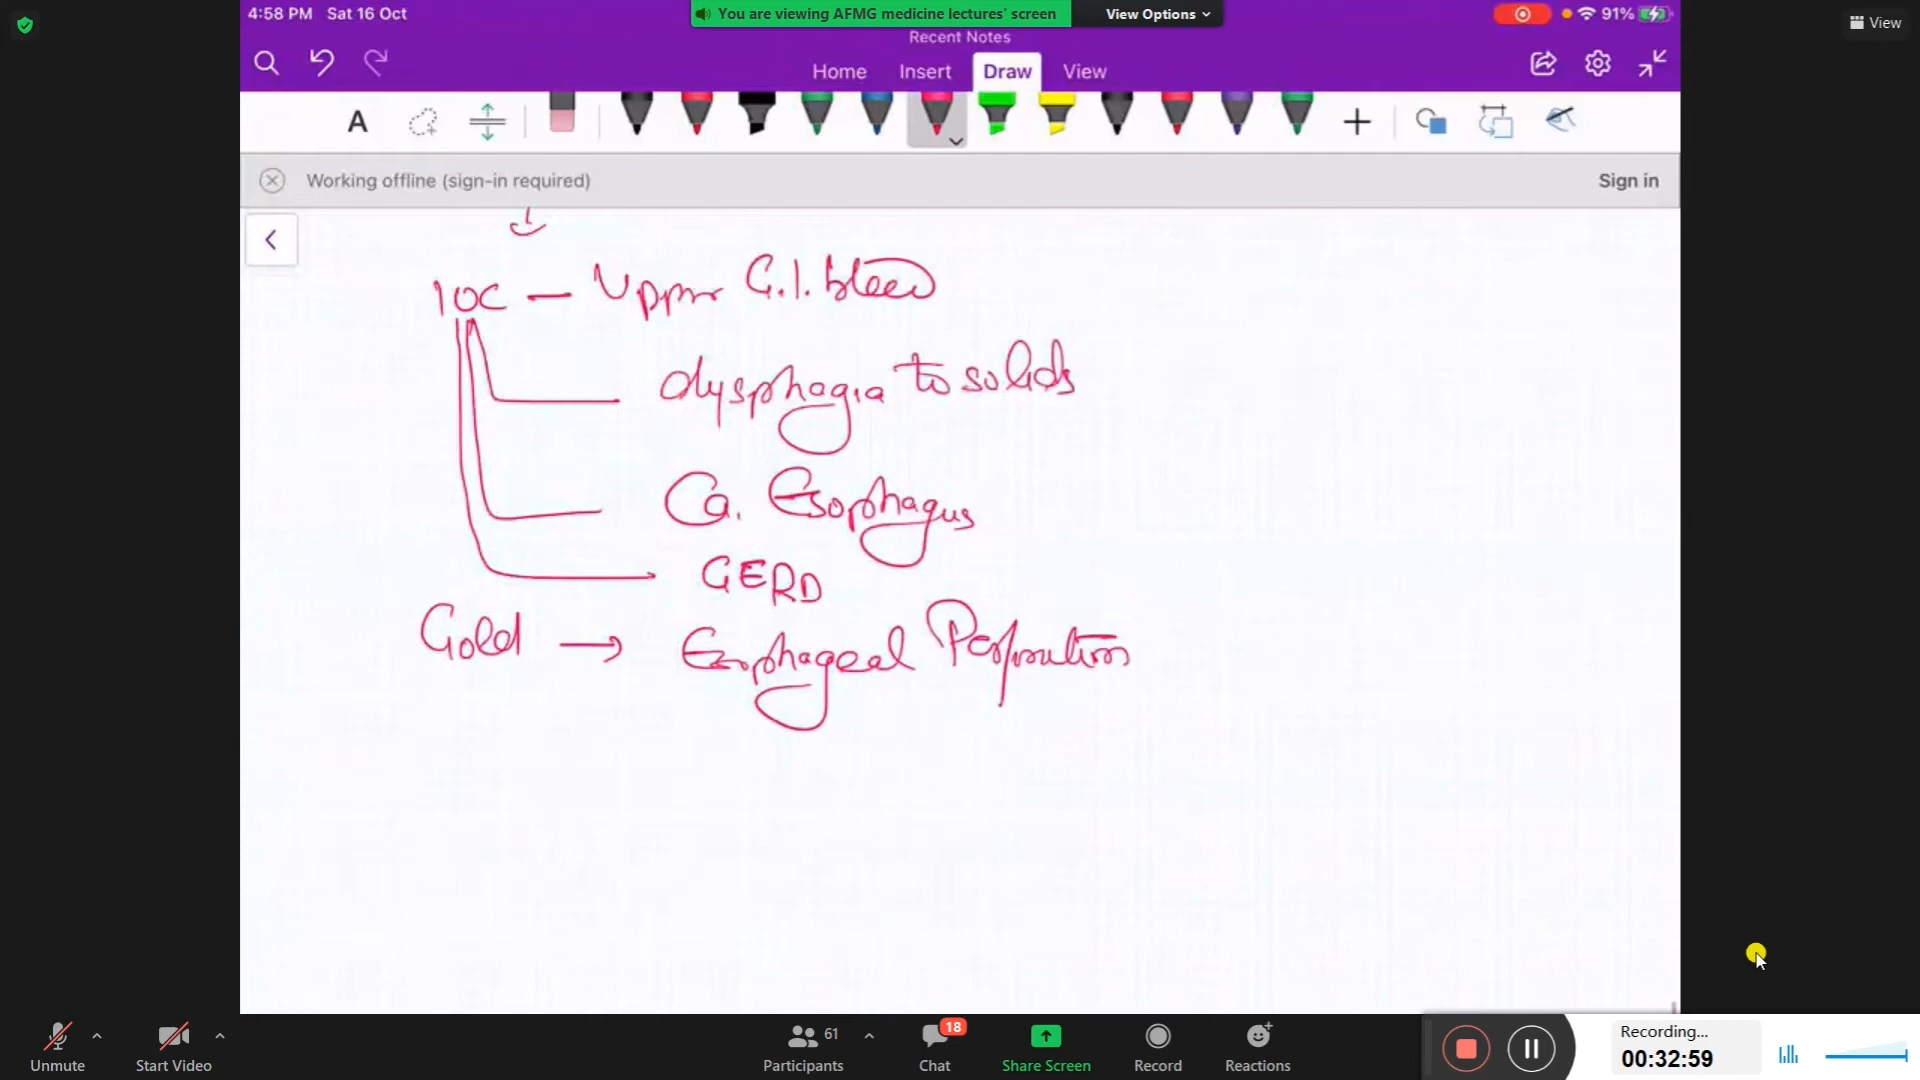 4:58 PM Sat 16 Oct
You are viewing AFMG medicine lectures' screen
View Options
91%
View
Recent Notes
Home Insert Draw View
A
Working offline (sign-in required)
Sign in
IOC — Upper G.I. bleed
dysphagia to solids
Ca. Esophagus
GERD
Gold → Esophageal Perforation
Unmute
Start Video
61
Participants
18
Chat
Share Screen
Record
Reactions
Recording...
00:32:59